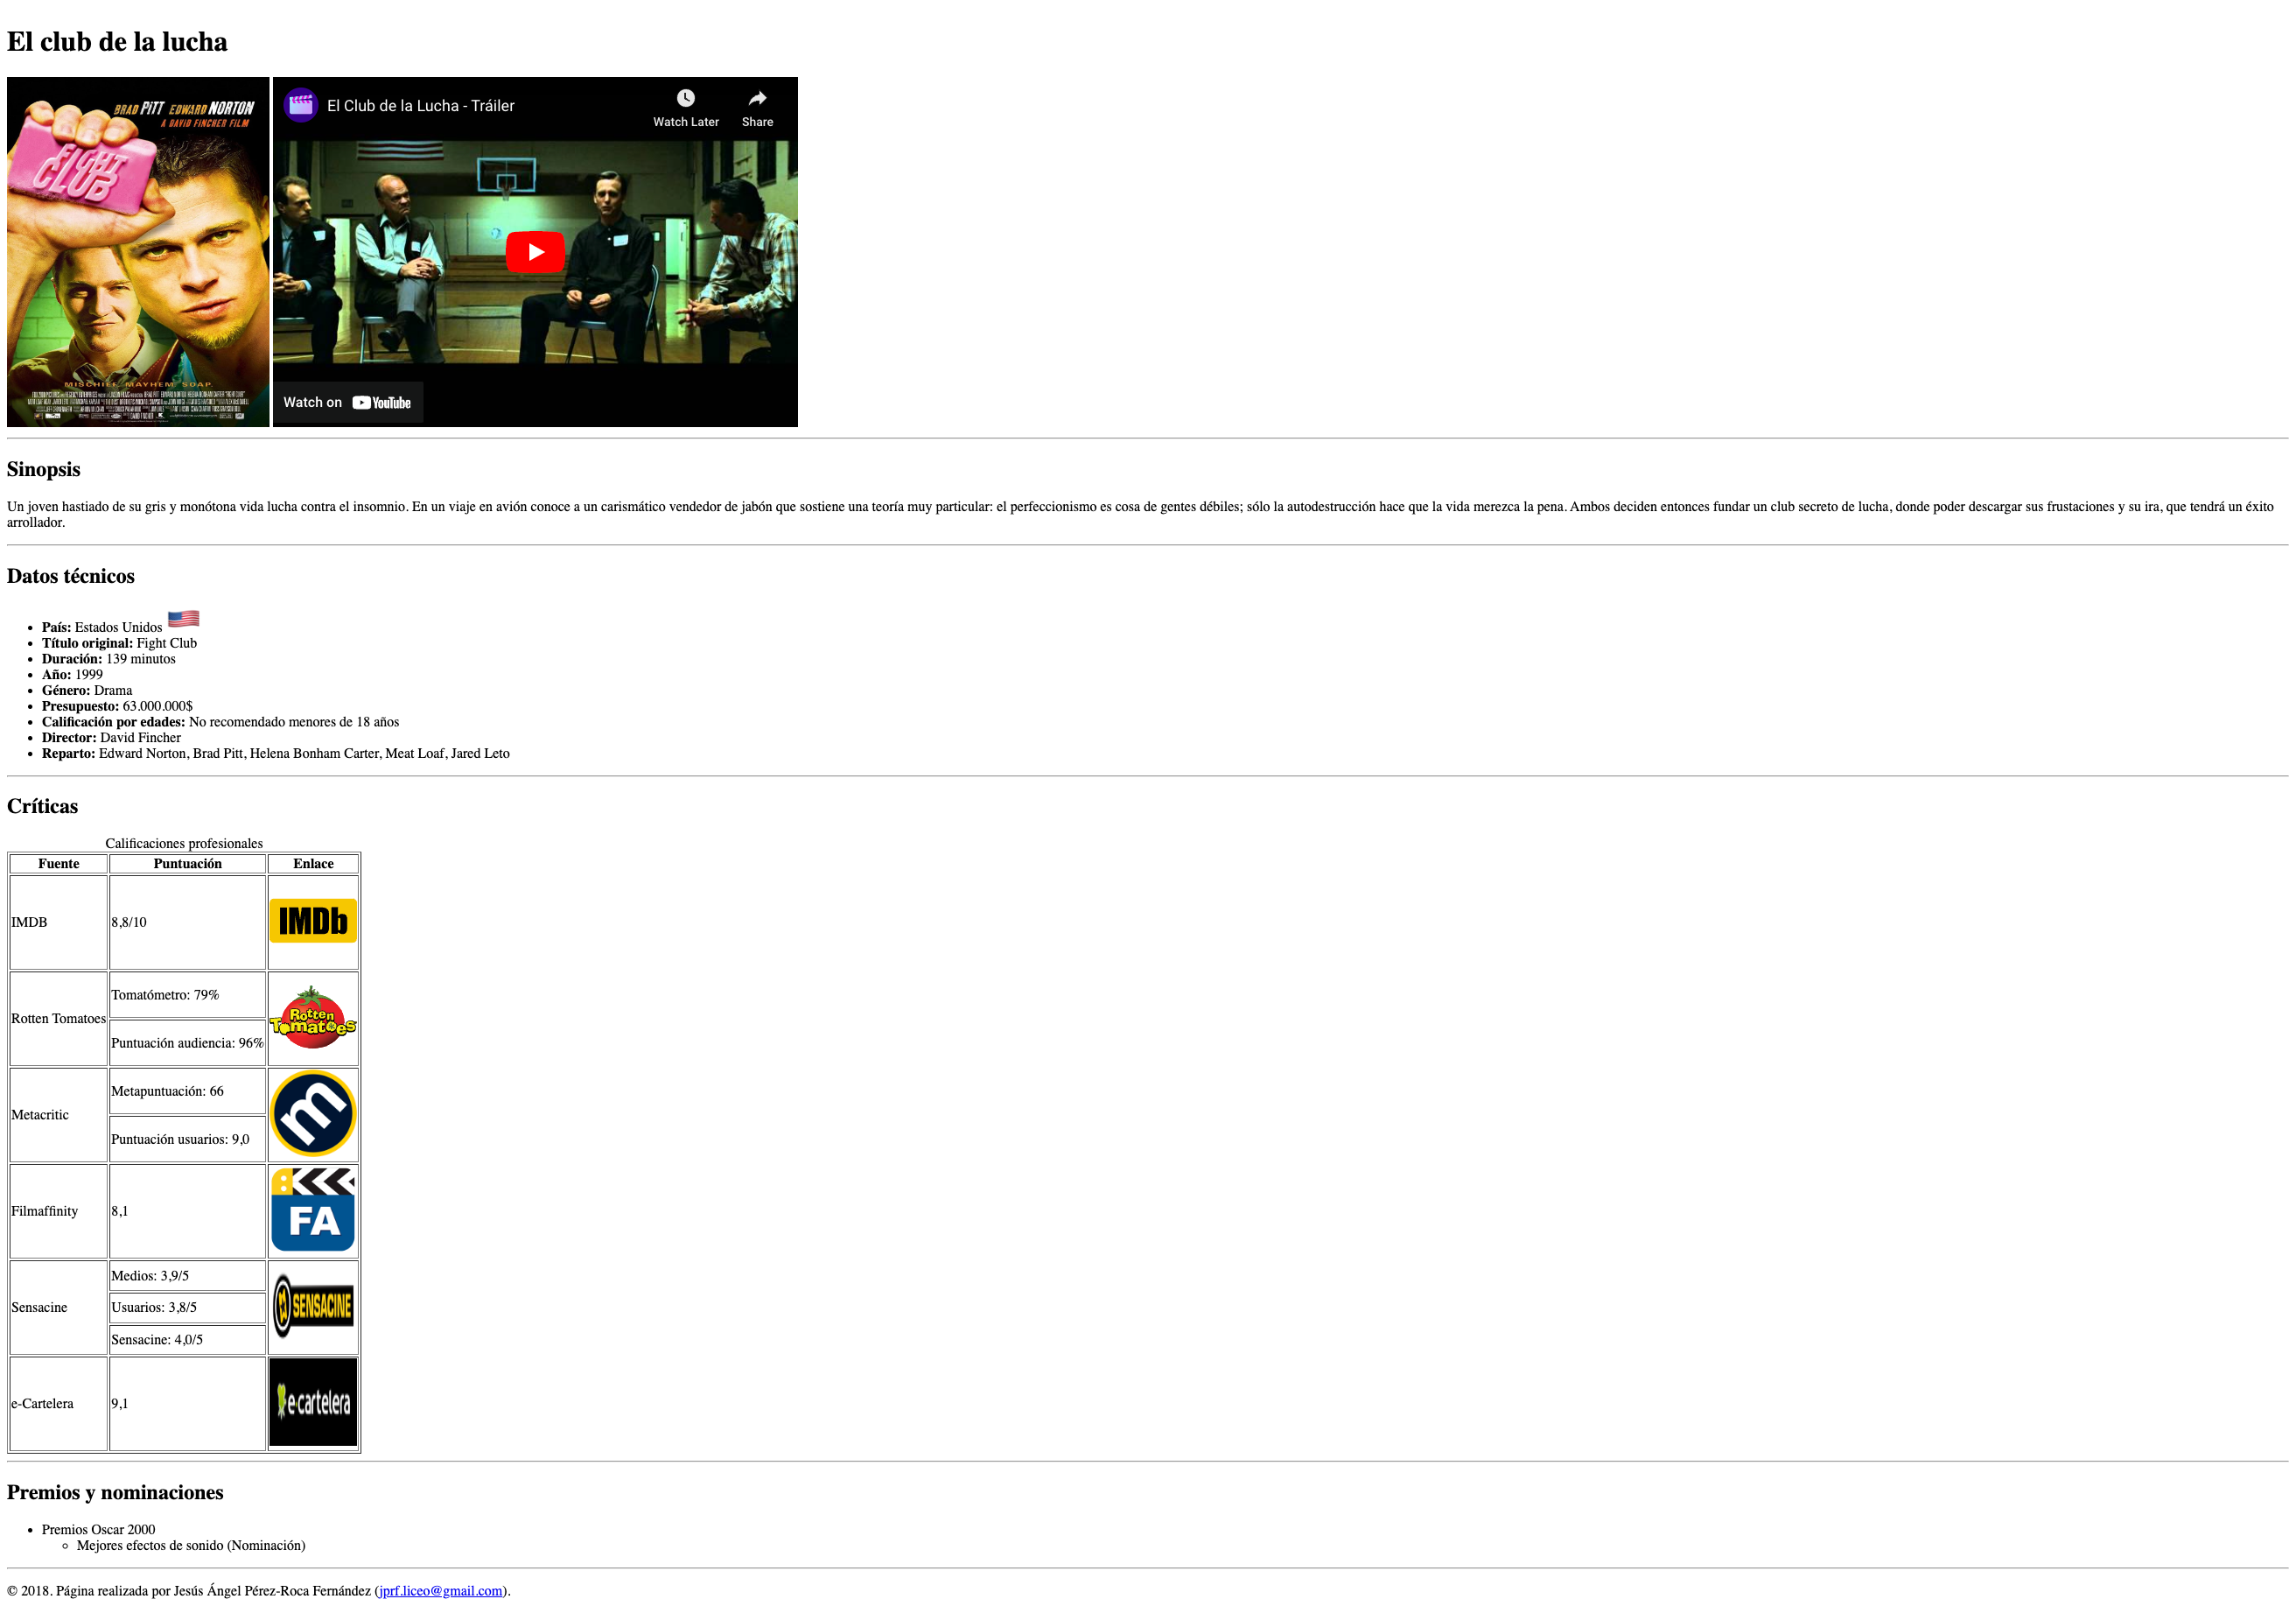 El club de la lucha
BRAD PITT EDWARD NORTON
A DAVID FINCHER FILM
FIGHT
CLUB
MISCHIEF. MAYHEM. SOAP.
El Club de la Lucha - Tráiler
Watch Later
Share
Watch on YouTube
Sinopsis
Un joven hastiado de su gris y monótona vida lucha contra el insomnio. En un viaje en avión conoce a un carismático vendedor de jabón que sostiene una teoría muy particular: el perfeccionismo es cosa de gentes débiles; sólo la autodestrucción hace que la vida merezca la pena. Ambos deciden entonces fundar un club secreto de lucha, donde poder descargar sus frustaciones y su ira, que tendrá un éxito
arrollador.
Datos técnicos
País: Estados Unidos
Título original: Fight Club
Duración: 139 minutos
Año: 1999
Género: Drama
Presupuesto: 63.000.000$
Calificación por edades: No recomendado menores de 18 años
Director: David Fincher
Reparto: Edward Norton, Brad Pitt, Helena Bonham Carter, Meat Loaf, Jared Leto
Críticas
Calificaciones profesionales
Fuente Puntuación Enlace
IMDB 8,8/10 IMDb
Rotten Tomatoes
Tomatómetro: 79%
Puntuación audiencia: 96%
Rotten
Tomatoes
Metacritic
Metapuntuación: 66
Puntuación usuarios: 9,0
m
Filmaffinity 8,1 FA
Sensacine
Medios: 3,9/5
Usuarios: 3,8/5
Sensacine: 4,0/5
SENSACINE
e-Cartelera 9,1 e-cartelera
Premios y nominaciones
Premios Oscar 2000
Mejores efectos de sonido (Nominación)
© 2018. Página realizada por Jesús Ángel Pérez-Roca Fernández (jprf.liceo@gmail.com).